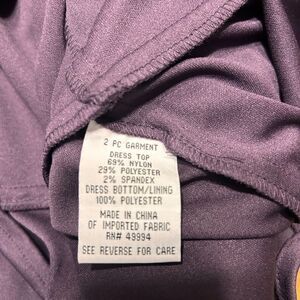 2 PC GARMENT
DRESS TOP
69% NYLON
29% POLYESTER
2% SPANDEX
DRESS BOTTOM/LINING
100% POLYESTER
MADE IN CHINA
OF IMPORTED FABRIC
RN# 49994
SEE REVERSE FOR CARE